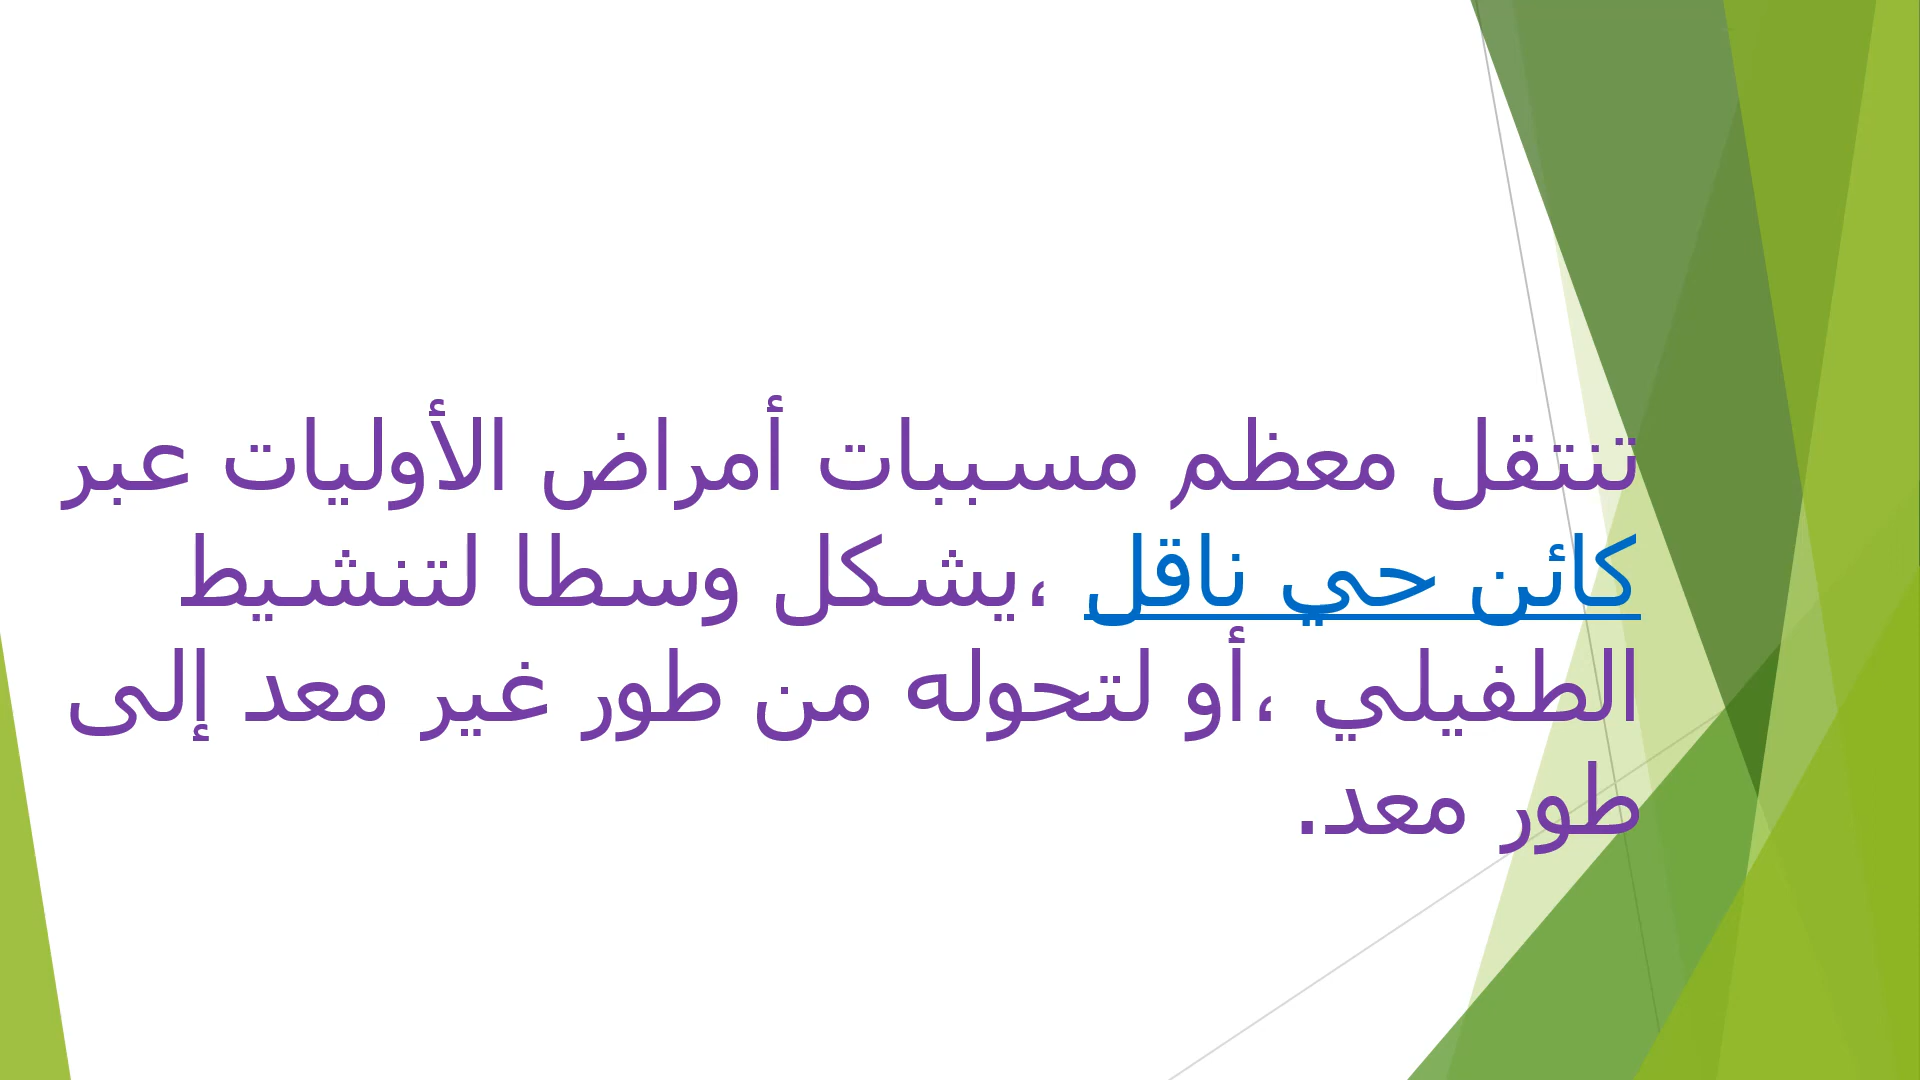 تنتقل معظم مسببات أمراض الأوليات عبر
كائن حي ناقل ،يشكل وسطا لتنشيط
الطفيلي ،أو لتحوله من طور غير معد إلى
طور معد.